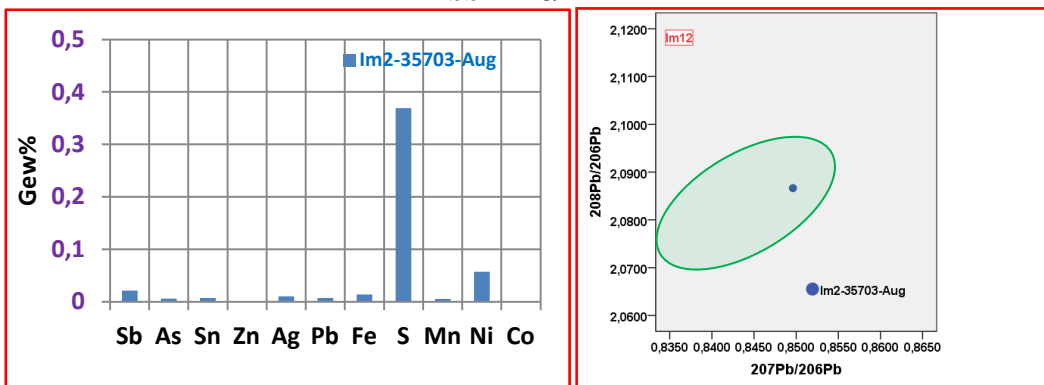 0,5
0,4
0,3
0,2
0,1
0
Gew%
Im2-35703-Aug
Sb As Sn Zn Ag Pb Fe S Mn Ni Co
Im12
2,1200
2,1100
2,1000
2,0900
2,0800
2,0700
2,0600
208Pb/206Pb
Im2-35703-Aug
0,8350 0,8400 0,8450 0,8500 0,8550 0,8600 0,8650
207Pb/206Pb